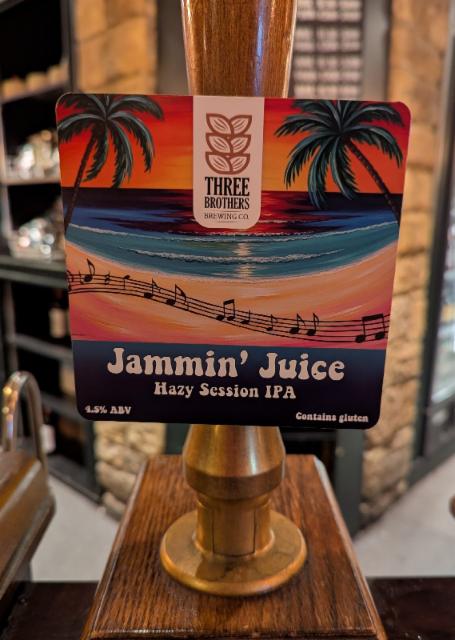 THREE
BROTHERS
BREWING CO.
Jammin' Juice
Hazy Session IPA
4.5% ABV
Contains gluten